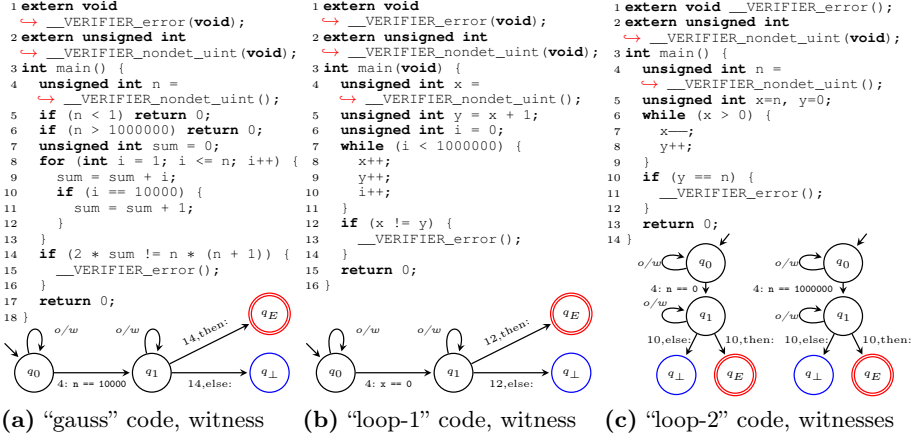 1 extern void
↪ __VERIFIER_error(void);
2 extern unsigned int
↪ __VERIFIER_nondet_uint(void);
3 int main() {
4 unsigned int n =
↪ __VERIFIER_nondet_uint();
5 if (n < 1) return 0;
6 if (n > 1000000) return 0;
7 unsigned int sum = 0;
8 for (int i = 1; i <= n; i++) {
9 sum = sum + i;
10 if (i == 10000) {
11 sum = sum + 1;
12 }
13 }
14 if (2 * sum != n * (n + 1)) {
15 __VERIFIER_error();
16 }
17 return 0;
18 }
o/w
o/w
q0
4: n == 10000
q1
14,then:
qE
14,else:
q⊥
(a) “gauss” code, witness
1 extern void
↪ __VERIFIER_error(void);
2 extern unsigned int
↪ __VERIFIER_nondet_uint(void);
3 int main(void) {
4 unsigned int x =
↪ __VERIFIER_nondet_uint();
5 unsigned int y = x + 1;
6 unsigned int i = 0;
7 while (i < 1000000) {
8 x++;
9 y++;
10 i++;
11 }
12 if (x != y) {
13 __VERIFIER_error();
14 }
15 return 0;
16 }
o/w
o/w
q0
4: x == 0
q1
12,then:
qE
12,else:
q⊥
(b) “loop-1” code, witness
1 extern void __VERIFIER_error();
2 extern unsigned int
↪ __VERIFIER_nondet_uint(void);
3 int main() {
4 unsigned int n =
↪ __VERIFIER_nondet_uint();
5 unsigned int x=n, y=0;
6 while (x > 0) {
7 x——;
8 y++;
9 }
10 if (y == n) {
11 __VERIFIER_error();
12 }
13 return 0;
14 }
o/w
q0
4: n == 0
o/w
q1
10,else:
10,then:
q⊥
qE
o/w
q0
4: n == 1000000
o/w
q1
10,else:
10,then:
q⊥
qE
(c) “loop-2” code, witnesses